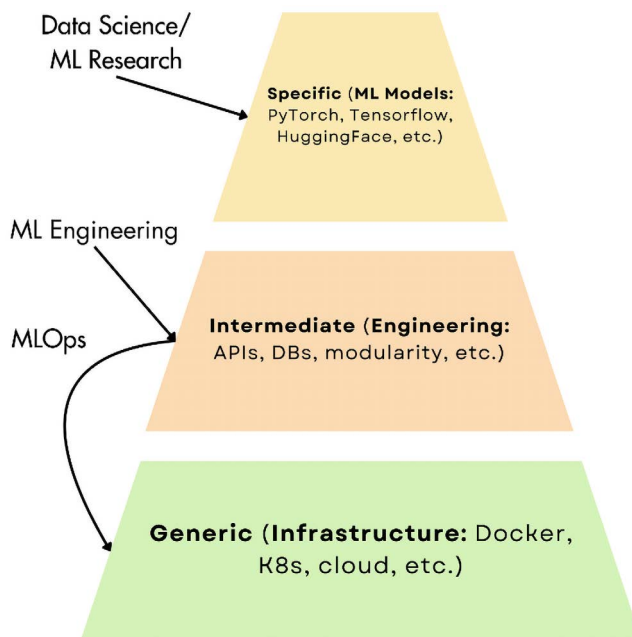 Data Science/
ML Research
Specific (ML Models:
PyTorch, Tensorflow,
HuggingFace, etc.)
ML Engineering
MLOps
Intermediate (Engineering:
APIs, DBs, modularity, etc.)
Generic (Infrastructure: Docker,
K8s, cloud, etc.)